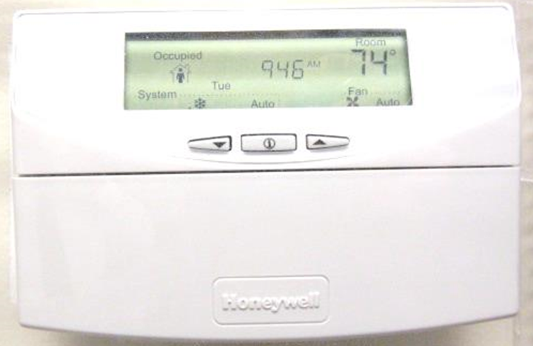 Room
Occupied
946 AM
74°
Tue
System
Fan
Auto
Auto
Honeywell